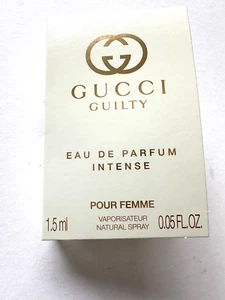 GUCCI
GUILTY
EAU DE PARFUM
INTENSE
POUR FEMME
1.5 ml VAPORISATEUR 0.05 FL.OZ.
NATURAL SPRAY